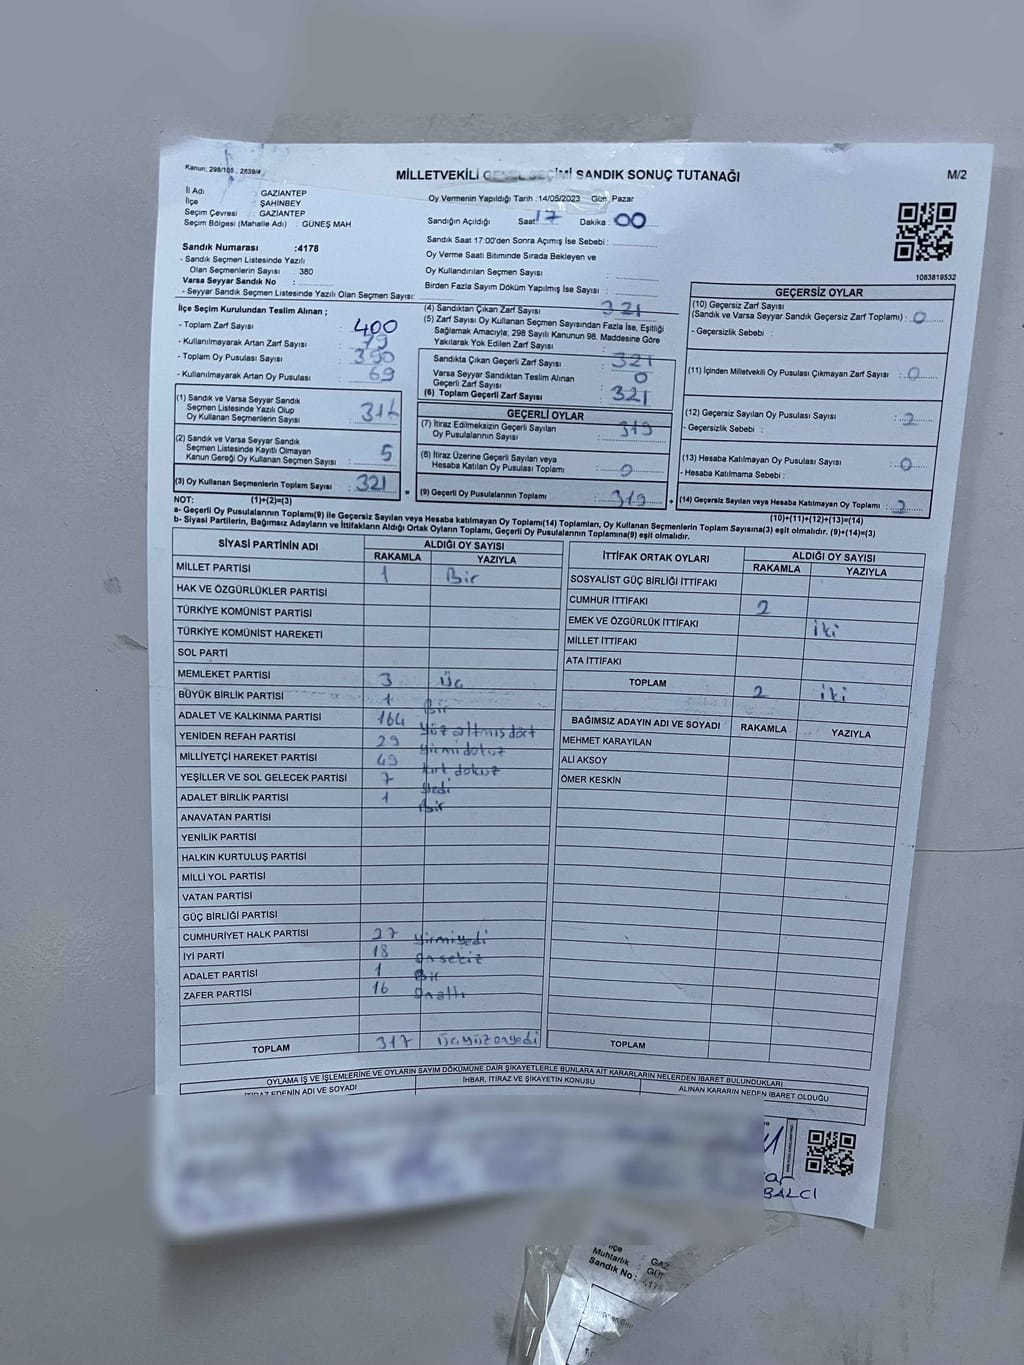 Kanun; 298/105 ; 2839/4
MİLLETVEKİLİ GENEL SEÇİMİ SANDIK SONUÇ TUTANAĞI
M/2
İl Adı : GAZİANTEP
İlçe : ŞAHİNBEY
Seçim Çevresi : GAZİANTEP
Seçim Bölgesi (Mahalle Adı) : GÜNEŞ MAH
Sandık Numarası :4178
- Sandık Seçmen Listesinde Yazılı
Olan Seçmenlerin Sayısı : 380
Varsa Seyyar Sandık No :
- Seyyar Sandık Seçmen Listesinde Yazılı Olan Seçmen Sayısı:
Oy Vermenin Yapıldığı Tarih :14/05/2023 Gün: Pazar
Sandığın Açıldığı Saat: 17 Dakika : 00
Sandık Saat 17:00'den Sonra Açımış İse Sebebi :
Oy Verme Saati Bitiminde Sırada Bekleyen ve
Oy Kullandırılan Seçmen Sayısı :
Birden Fazla Sayım Döküm Yapılmış İse Sayısı :
1083819532
İlçe Seçim Kurulundan Teslim Alınan ;
- Toplam Zarf Sayısı : 400
- Kullanılmayarak Artan Zarf Sayısı : 79
- Toplam Oy Pusulası Sayısı : 390
- Kullanılmayarak Artan Oy Pusulası : 69
(1) Sandık ve Varsa Seyyar Sandık
Seçmen Listesinde Yazılı Olup
Oy Kullanan Seçmenlerin Sayısı : 316
(2) Sandık ve Varsa Seyyar Sandık
Seçmen Listesinde Kayıtlı Olmayan
Kanun Gereği Oy Kullanan Seçmen Sayısı : 5
(3) Oy Kullanan Seçmenlerin Toplam Sayısı : 321
(4) Sandıktan Çıkan Zarf Sayısı : 321
(5) Zarf Sayısı Oy Kullanan Seçmen Sayısından Fazla İse, Eşitliği
Sağlamak Amacıyla, 298 Sayılı Kanunun 98. Maddesine Göre
Yakılarak Yok Edilen Zarf Sayısı :
Sandıkta Çıkan Geçerli Zarf Sayısı : 321
Varsa Seyyar Sandıktan Teslim Alınan
Geçerli Zarf Sayısı : 0
(6) Toplam Geçerli Zarf Sayısı : 321
GEÇERLİ OYLAR
(7) İtiraz Edilmeksizin Geçerli Sayılan
Oy Pusulalarının Sayısı : 319
(8) İtiraz Üzerine Geçerli Sayılan veya
Hesaba Katılan Oy Pusulası Toplamı : 0
= (9) Geçerli Oy Pusulalarının Toplamı : 319
GEÇERSİZ OYLAR
(10) Geçersiz Zarf Sayısı
(Sandık ve Varsa Seyyar Sandık Geçersiz Zarf Toplamı) : 0
- Geçersizlik Sebebi :
(11) İçinden Milletvekili Oy Pusulası Çıkmayan Zarf Sayısı : 0
(12) Geçersiz Sayılan Oy Pusulası Sayısı : 2
- Geçersizlik Sebebi :
(13) Hesaba Katılmayan Oy Pusulası Sayısı : 0
- Hesaba Katılmama Sebebi :
+ (14) Geçersiz Sayılan veya Hesaba Katılmayan Oy Toplamı : 2
NOT: (1)+(2)=(3)
(10)+(11)+(12)+(13)=(14)
a- Geçerli Oy Pusulasının Toplamı(9) ile Geçersiz Sayılan veya Hesaba katılmayan Oy Toplamı(14) Toplamları, Oy Kullanan Seçmenlerin Toplam Sayısına(3) eşit olmalıdır. (9)+(14)=(3)
b- Siyasi Partilerin, Bağımsız Adayların ve İttifakların Aldığı Ortak Oyların Toplamı, Geçerli Oy Pusulalarının Toplamına(9) eşit olmalıdır.
SİYASİ PARTİNİN ADI ALDIĞI OY SAYISI
RAKAMLA YAZIYLA
MİLLET PARTİSİ 1 Bir
HAK VE ÖZGÜRLÜKLER PARTİSİ
TÜRKİYE KOMÜNİST PARTİSİ
TÜRKİYE KOMÜNİST HAREKETİ
SOL PARTİ
MEMLEKET PARTİSİ 3 Üç
BÜYÜK BİRLİK PARTİSİ 1 Bir
ADALET VE KALKINMA PARTİSİ 164 yüz altmış dört
YENİDEN REFAH PARTİSİ 29 yirmi dokuz
MİLLİYETÇİ HAREKET PARTİSİ 49 kırk dokuz
YEŞİLLER VE SOL GELECEK PARTİSİ 7 yedi
ADALET BİRLİK PARTİSİ 1 Bir
ANAVATAN PARTİSİ
YENİLİK PARTİSİ
HALKIN KURTULUŞ PARTİSİ
MİLLİ YOL PARTİSİ
VATAN PARTİSİ
GÜÇ BİRLİĞİ PARTİSİ
CUMHURİYET HALK PARTİSİ 27 yirmiyedi
İYİ PARTİ 18 onsekiz
ADALET PARTİSİ 1 Bir
ZAFER PARTİSİ 16 onaltı
TOPLAM 317 Üçyüzonyedi
İTTİFAK ORTAK OYLARI ALDIĞI OY SAYISI
RAKAMLA YAZIYLA
SOSYALİST GÜÇ BİRLİĞİ İTTİFAKI
CUMHUR İTTİFAKI 2 iki
EMEK VE ÖZGÜRLÜK İTTİFAKI
MİLLET İTTİFAKI
ATA İTTİFAKI
TOPLAM 2 iki
BAĞIMSIZ ADAYIN ADI VE SOYADI RAKAMLA YAZIYLA
MEHMET KARAYILAN
ALİ AKSOY
ÖMER KESKİN
TOPLAM
OYLAMA İŞ VE İŞLEMLERİNE VE OYLARIN SAYIM DÖKÜMÜNE DAİR ŞİKAYETLERLE BUNLARA AİT KARARLARIN NELERDEN İBARET BULUNDUKLARI
İTİRAZ EDENİN ADI VE SOYADI İHBAR, İTİRAZ VE ŞİKAYETİN KONUSU ALINAN KARARIN NEDEN İBARET OLDUĞU
BALCI
İlçe : GAZ
Muhtarlık : GÜ
Sandık No : 417